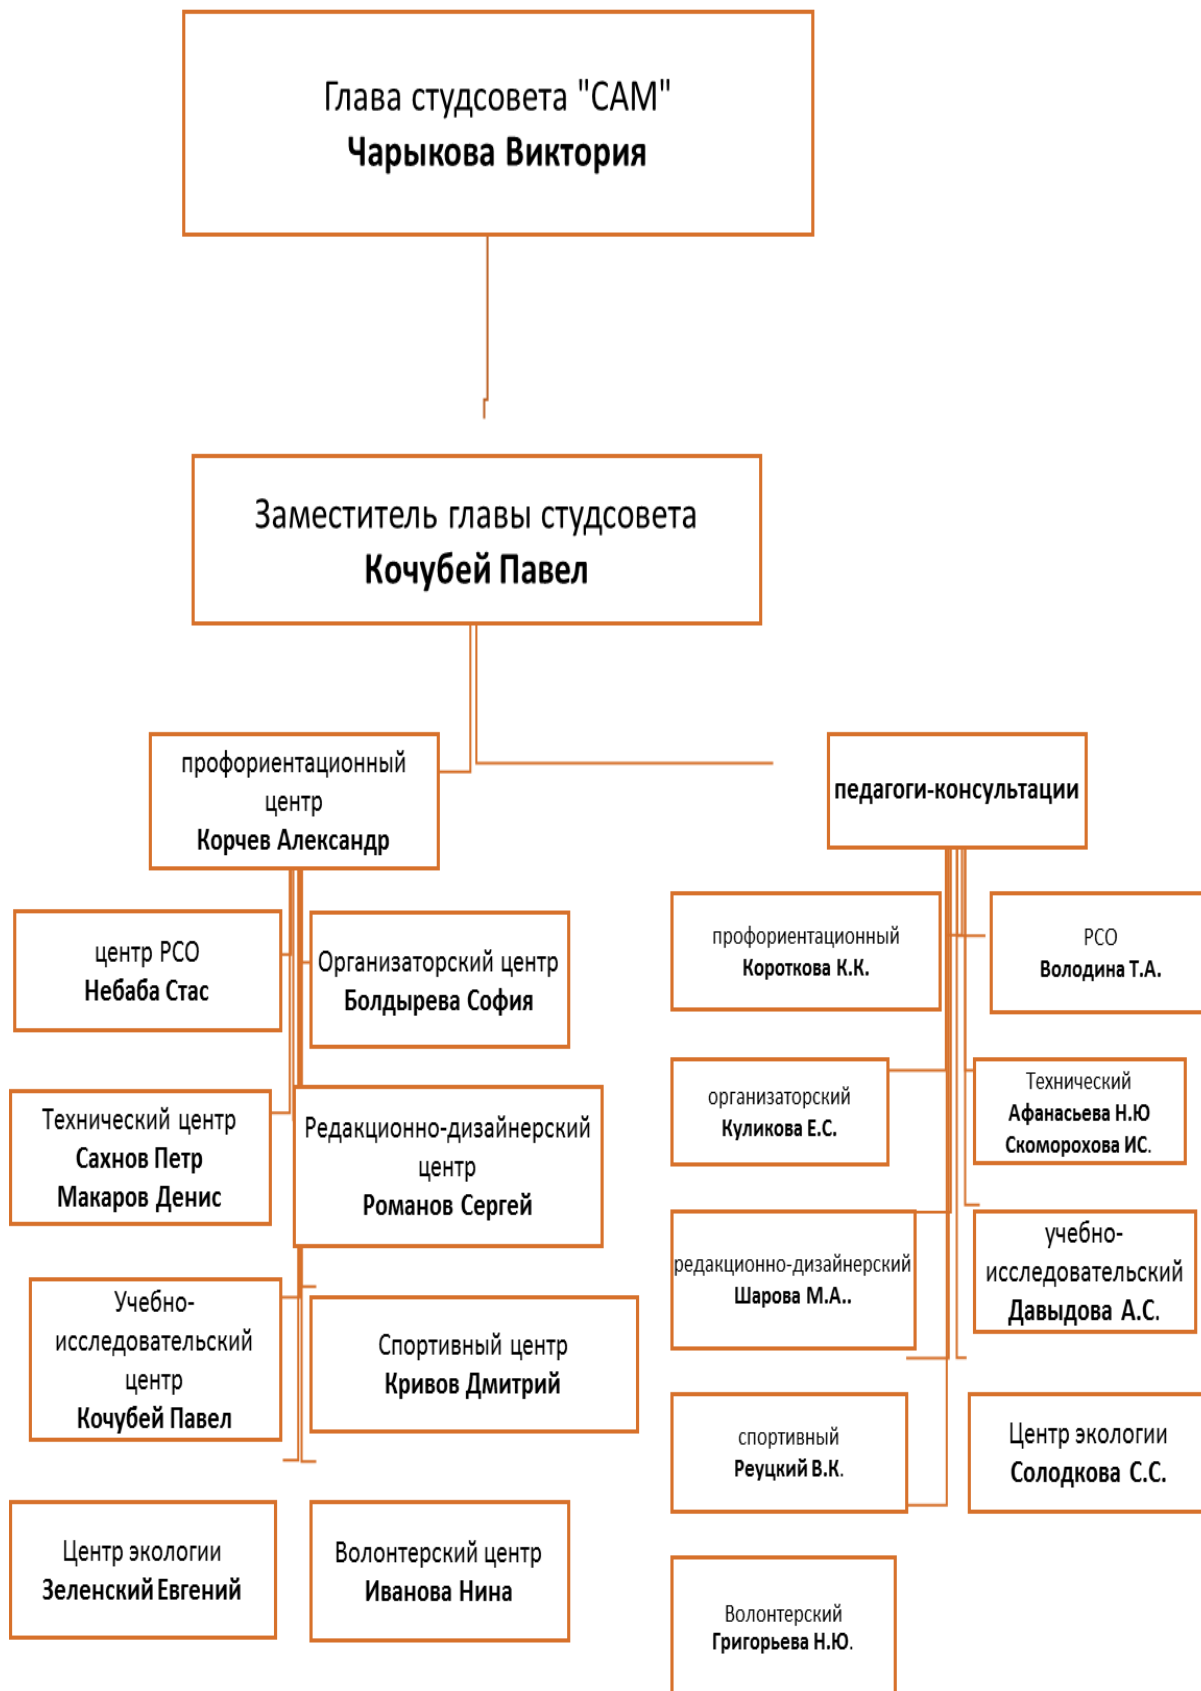 Глава студсовета "САМ"
Чарыкова Виктория
Заместитель главы студсовета
Кочубей Павел
профориентационный
центр
Корчев Александр
педагоги-консультации
центр РСО
Небаба Стас
Организаторский центр
Болдырева София
профориентационный
Короткова К.К.
РСО
Володина Т.А.
Технический центр
Сахнов Петр
Макаров Денис
Редакционно-дизайнерский
центр
Романов Сергей
организаторский
Куликова Е.С.
Технический
Афанасьева Н.Ю
Скоморохова ИС.
Учебно-
исследовательский
центр
Кочубей Павел
Спортивный центр
Кривов Дмитрий
редакционно-дизайнерский
Шарова М.А..
учебно-
исследовательский
Давыдова А.С.
Центр экологии
Зеленский Евгений
Волонтерский центр
Иванова Нина
спортивный
Реуцкий В.К.
Центр экологии
Солодкова С.С.
Волонтерский
Григорьева Н.Ю.